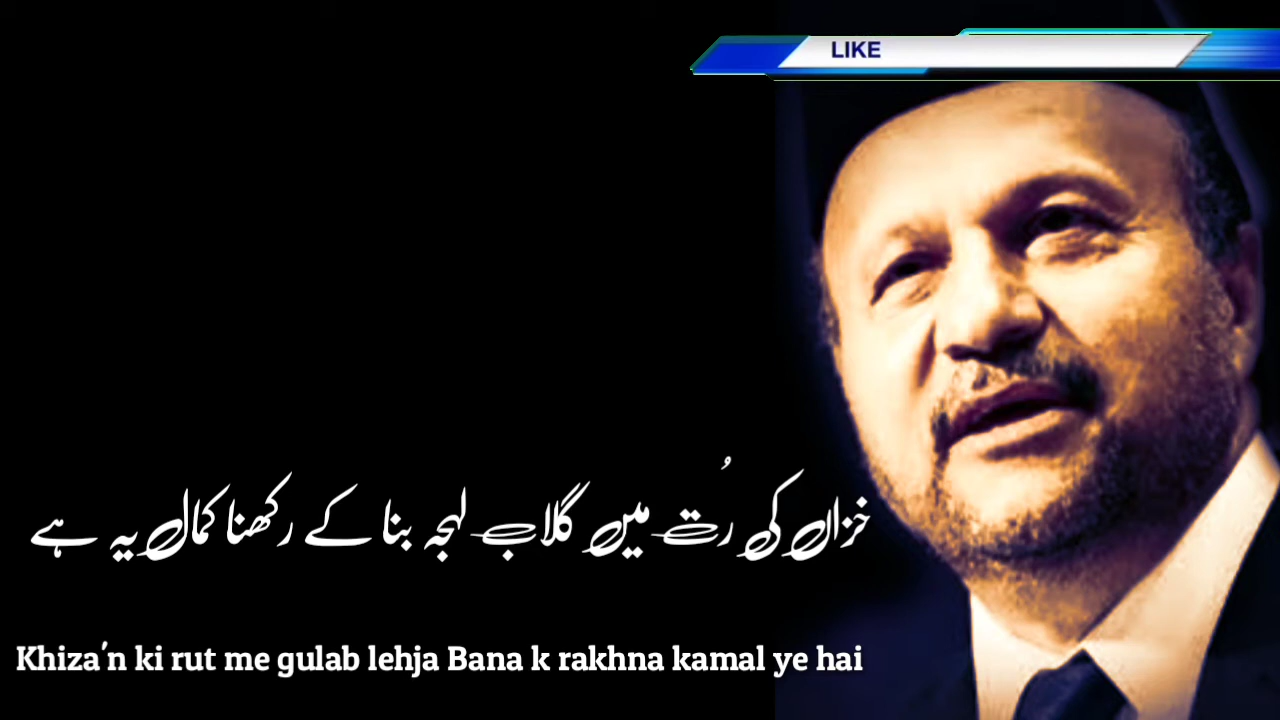 LIKE
خزاں کی رُت میں گلاب لہجہ بنا کے رکھنا کمال یہ ہے
Khiza'n ki rut me gulab lehja Bana k rakhna kamal ye hai